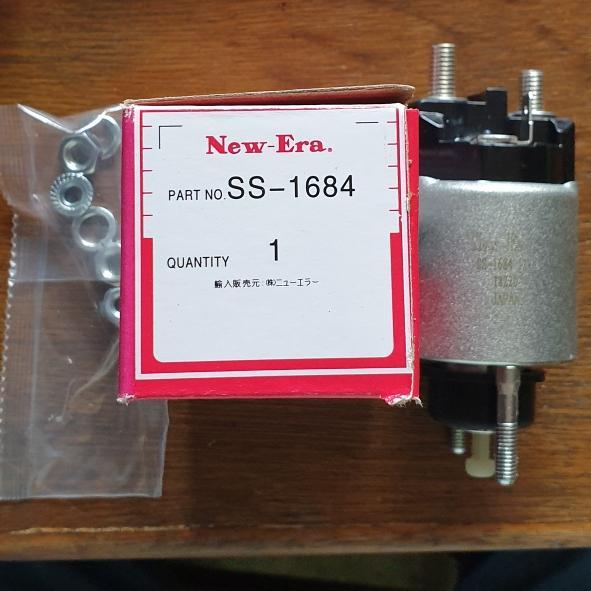 New-Era.
PART NO. SS-1684
QUANTITY 1
輸入販売元:㈱ニューエラー
SS-1684
JAPAN